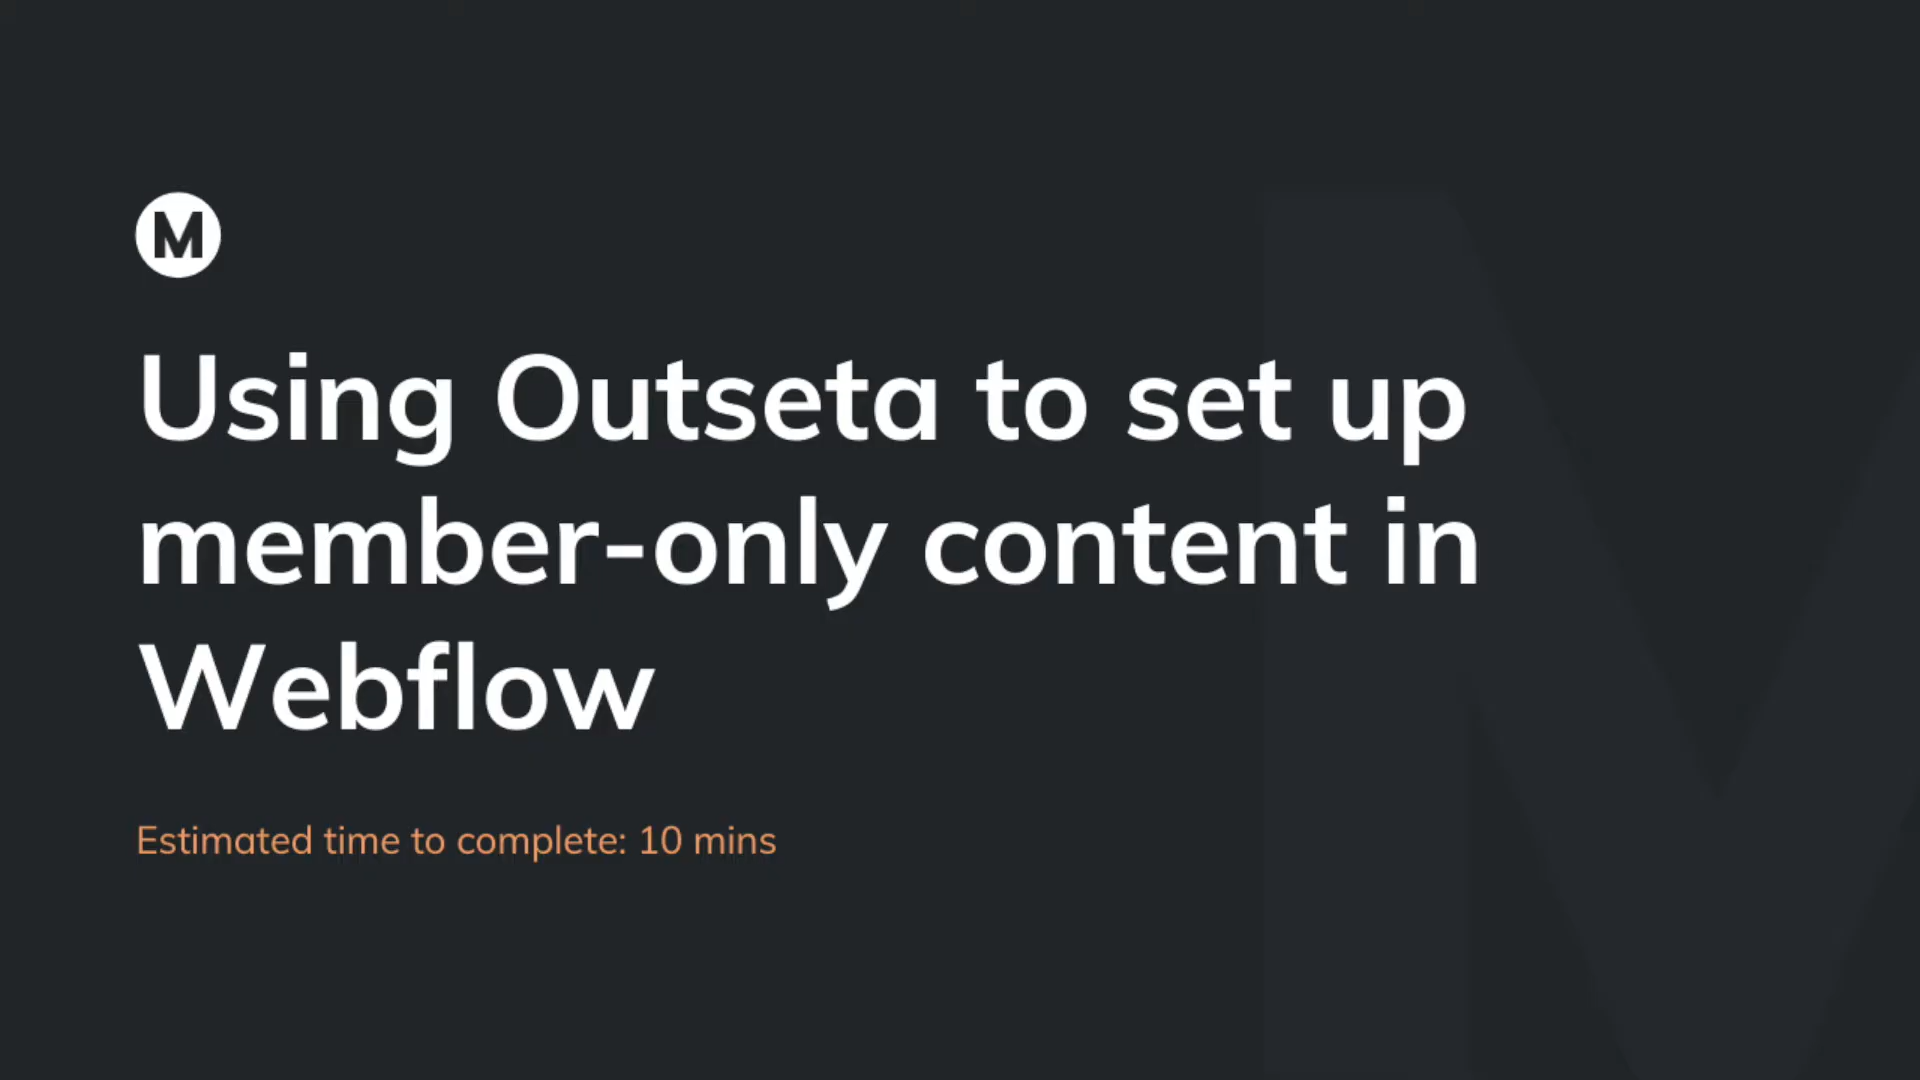 M
Using Outseta to set up
member-only content in
Webflow
Estimated time to complete: 10 mins